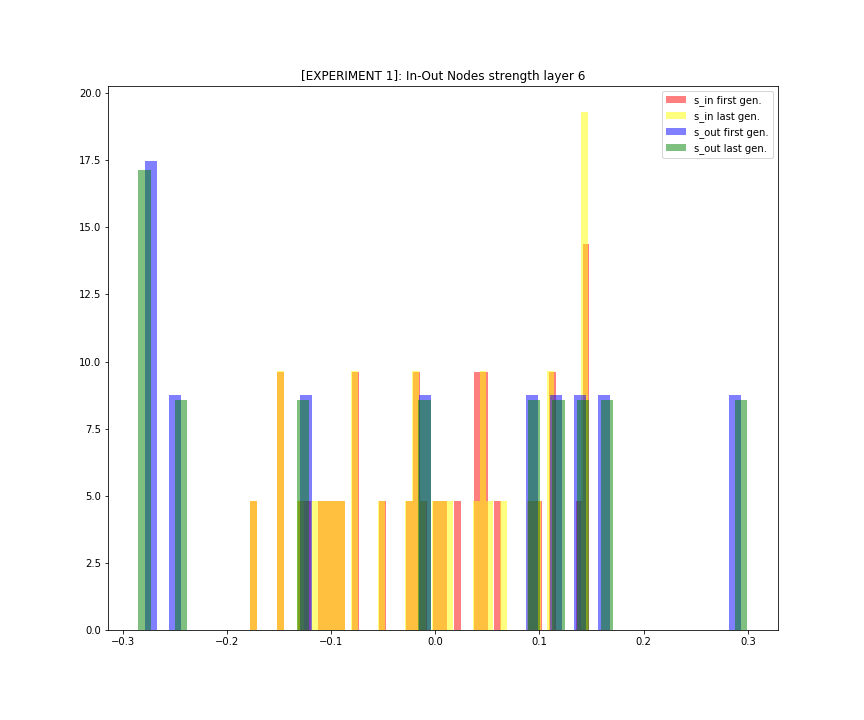 [EXPERIMENT 1]: In-Out Nodes strength layer 6
s_in first gen.
s_in last gen.
s_out first gen.
s_out last gen.
20.0
17.5
15.0
12.5
10.0
7.5
5.0
2.5
0.0
−0.3 −0.2 −0.1 0.0 0.1 0.2 0.3